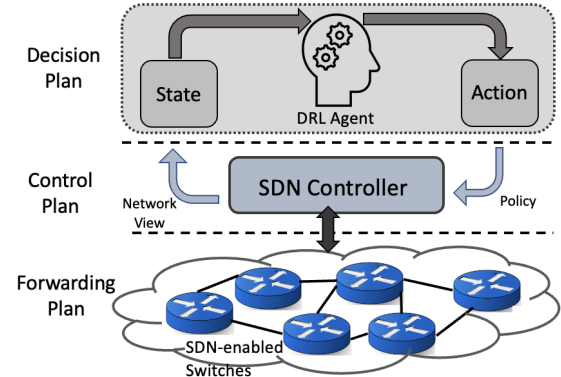 Decision
Plan
State
DRL Agent
Action
Control
Plan
SDN Controller
Network
View
Policy
Forwarding
Plan
SDN-enabled
Switches